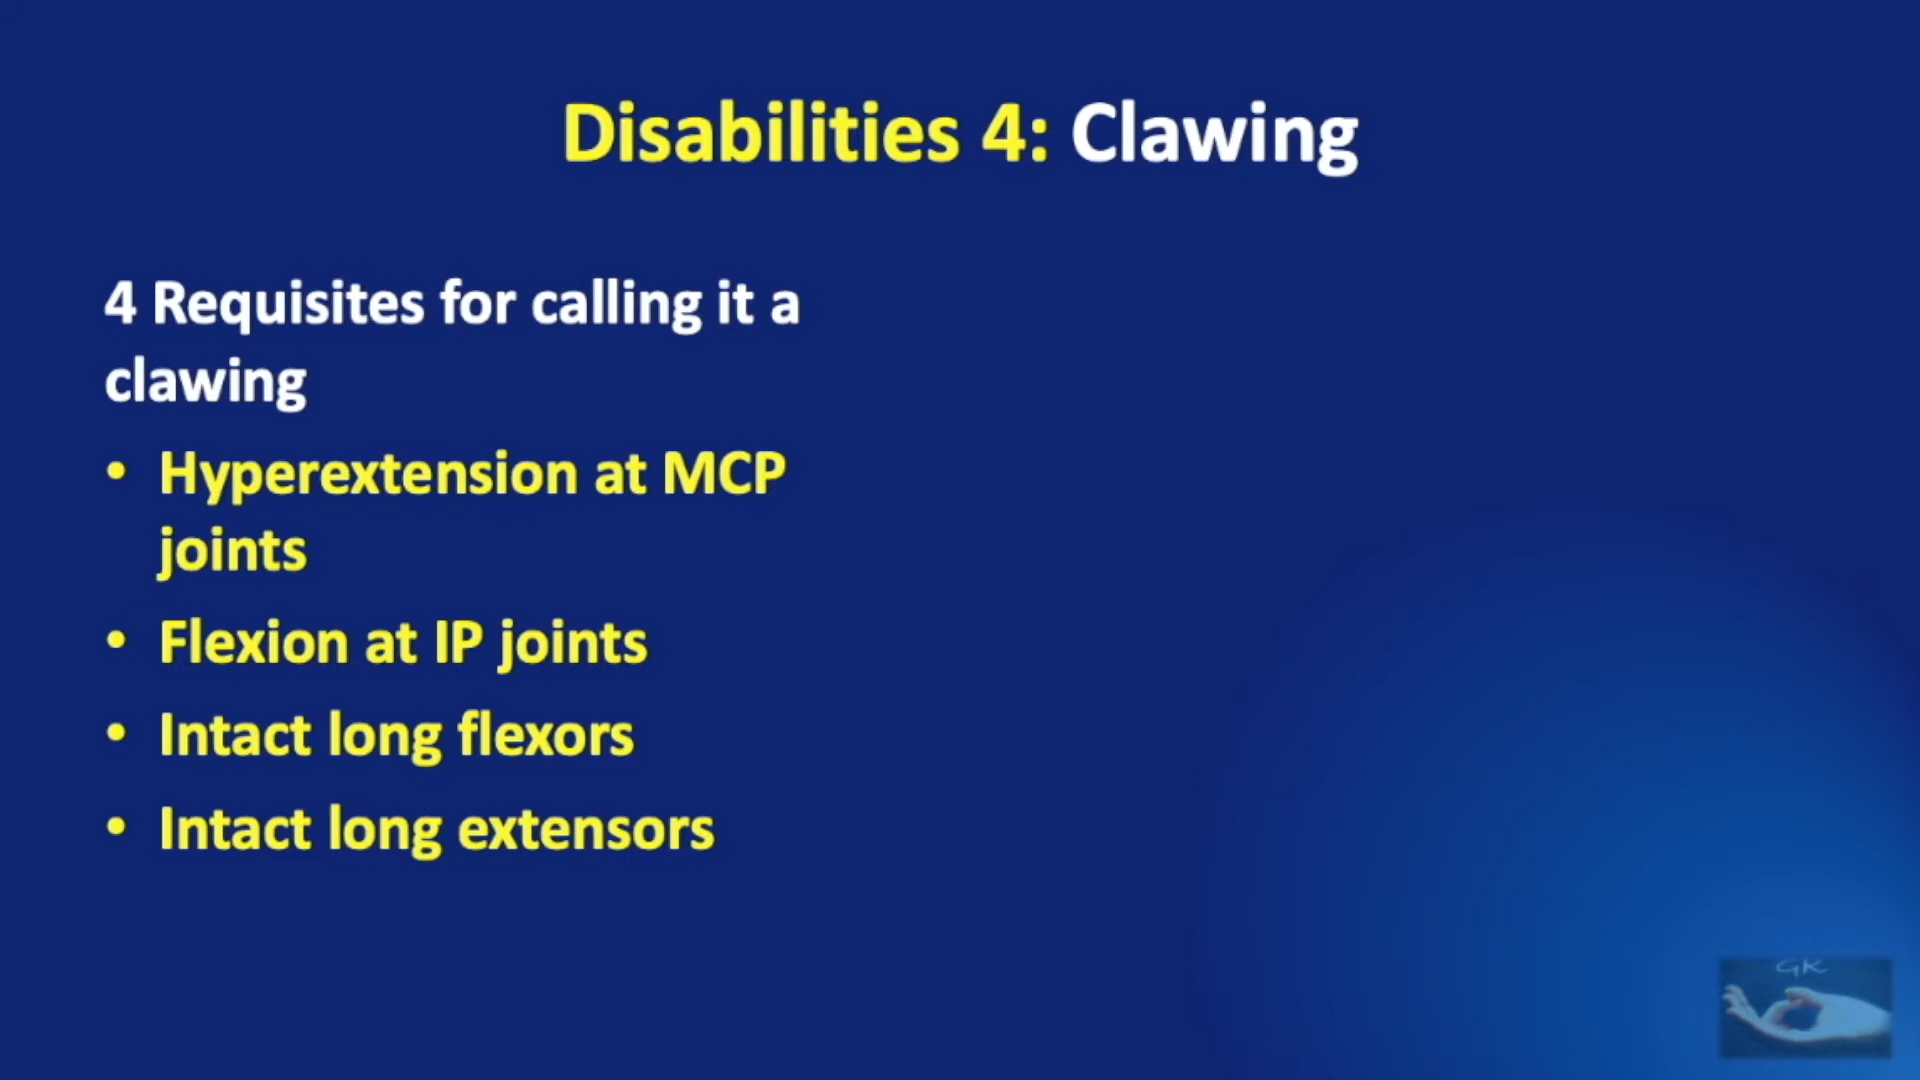 Disabilities 4: Clawing
4 Requisites for calling it a
clawing
• Hyperextension at MCP
joints
• Flexion at IP joints
• Intact long flexors
• Intact long extensors
GK